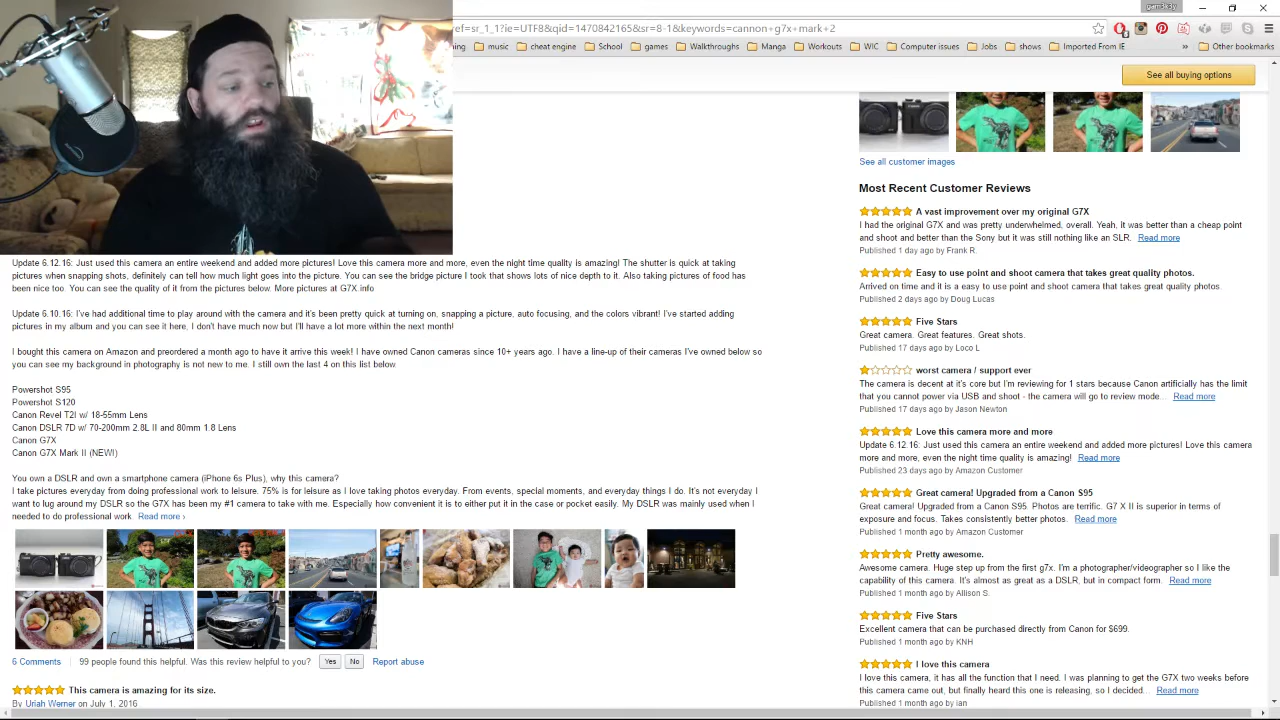 ref=sr_1_1?ie=UTF8&qid=1470842165&sr=8-1&keywords=cannon+g7x+mark+2
music
cheat engine
School
games
Walkthroughs
Manga
Workouts
WIC
Computer issues
Jobs
shows
Imported From IE
»
Other bookmarks
See all buying options
See all customer images
Most Recent Customer Reviews
A vast improvement over my original G7X
I had the original G7X and was pretty underwhelmed, overall. Yeah, It was better than a cheap point
and shoot and better than the Sony but it was still nothing like an SLR. Read more
Published 1 day ago by Frank R.
Easy to use point and shoot camera that takes great quality photos.
Arrived on time and it is a easy to use point and shoot camera that takes great quality photos.
Published 2 days ago by Doug Lucas
Five Stars
Great camera. Great features. Great shots.
Published 17 days ago by Loco L
worst camera / support ever
The camera is decent at it's core but I'm reviewing for 1 stars because Canon artificially has the limit
that you cannot power via USB and shoot - the camera will go to review mode... Read more
Published 17 days ago by Jason Newton
Love this camera more and more
Update 6.12.16: Just used this camera an entire weekend and added more pictures! Love this camera
more and more, even the night time quality is amazing! Read more
Published 23 days ago by Amazon Customer
Great camera! Upgraded from a Canon S95
Great camera! Upgraded from a Canon S95. Photos are terrific. G7 X II is superior in terms of
exposure and focus. Takes consistently better photos. Read more
Published 1 month ago by Amazon Customer
Pretty awesome.
Awesome camera. Huge step up from the first g7x. I'm a photographer/videographer so I like the
capability of this camera. It's almost as great as a DSLR, but in compact form. Read more
Published 1 month ago by Allison S.
Five Stars
Excellent camera that can be purchased directly from Canon for $699.
Published 1 month ago by KNH
I love this camera
I love this camera, it has all the function that I need. I was planning to get the G7X two weeks before
this camera came out, but finally heard this one is releasing, so I decided... Read more
Published 1 month ago by ian
Update 6.12.16: Just used this camera an entire weekend and added more pictures! Love this camera more and more, even the night time quality is amazing! The shutter is quick at taking
pictures when snapping shots, definitely can tell how much light goes into the picture. You can see the bridge picture I took that shows lots of nice depth to it. Also taking pictures of food has
been nice too. You can see the quality of it from the pictures below. More pictures at G7X.info
Update 6.10.16: I've had additional time to play around with the camera and it's been pretty quick at turning on, snapping a picture, auto focusing, and the colors vibrant! I've started adding
pictures in my album and you can see it here, I don't have much now but I'll have a lot more within the next month!
I bought this camera on Amazon and preordered a month ago to have it arrive this week! I have owned Canon cameras since 10+ years ago. I have a line-up of their cameras I've owned below so
you can see my background in photography is not new to me. I still own the last 4 on this list below.
Powershot S95
Powershot S120
Canon Revel T2I w/ 18-55mm Lens
Canon DSLR 7D w/ 70-200mm 2.8L II and 80mm 1.8 Lens
Canon G7X
Canon G7X Mark II (NEW!)
You own a DSLR and own a smartphone camera (iPhone 6s Plus), why this camera?
I take pictures everyday from doing professional work to leisure. 75% is for leisure as I love taking photos everyday. From events, special moments, and everyday things I do. It's not everyday I
want to lug around my DSLR so the G7X has been my #1 camera to take with me. Especially how convenient it is to either put it in the case or pocket easily. My DSLR was mainly used when I
needed to do professional work. Read more ›
6 Comments | 99 people found this helpful. Was this review helpful to you? Yes No Report abuse
This camera is amazing for its size.
By Uriah Werner on July 1, 2016